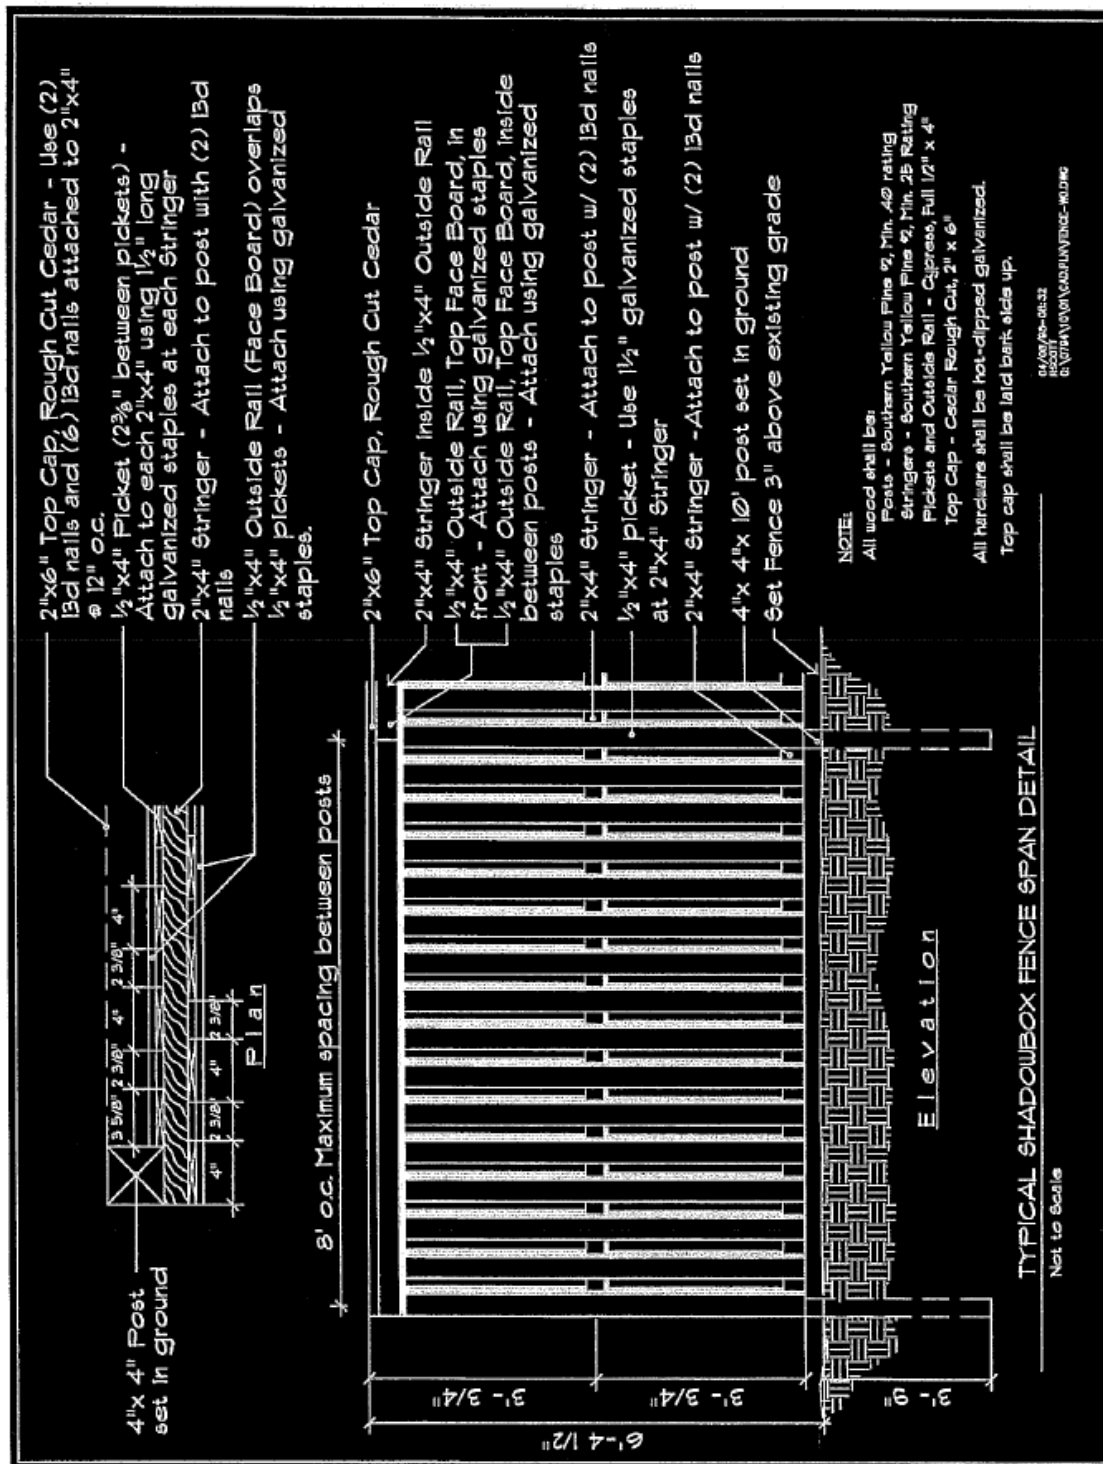 2"x6" Top Cap, Rough Cut Cedar - Use (2)
13d nails and (6) 13d nails attached to 2"x4"
@ 12" o.c.
1/2"x4" Picket (2 3/8" between pickets) -
Attach to each 2"x4" using 1 1/2" long
galvanized staples at each Stringer
2"x4" Stringer - Attach to post with (2) 13d
nails
1/2"x4" Outside Rail (Face Board) overlaps
1/2"x4" pickets - Attach using galvanized
staples.
4"x 4" Post
set in ground
3 5/8" 2 3/8" 4" 2 3/8" 4"
4" 2 3/8" 4" 2 3/8"
Plan
8' o.c. Maximum spacing between posts
2"x6" Top Cap, Rough Cut Cedar
2"x4" Stringer inside 1/2"x4" Outside Rail
1/2"x4" Outside Rail, Top Face Board, in
front - Attach using galvanized staples
1/2"x4" Outside Rail, Top Face Board, inside
between posts - Attach using galvanized
staples
2"x4" Stringer - Attach to post w/ (2) 13d nails
1/2"x4" picket - Use 1 1/2" galvanized staples
at 2"x4" Stringer
2"x4" Stringer -Attach to post w/ (2) 13d nails
4"x 4"x 10' post set in ground
Set Fence 3" above existing grade
3'- 3/4"
3'- 3/4"
6'-4 1/2"
3'- 9"
Elevation
NOTE:
All wood shall be:
Posts - Southern Yellow Pine #2, Min. .40 rating
Stringers - Southern Yellow Pine #2, Min. .25 Rating
Pickets and Outside Rail - Cypress, Full 1/2" x 4"
Top Cap - Cedar Rough Cut, 2" x 6"
All hardware shall be hot-dipped galvanized.
Top cap shall be laid bark side up.
TYPICAL SHADOWBOX FENCE SPAN DETAIL
Not to Scale